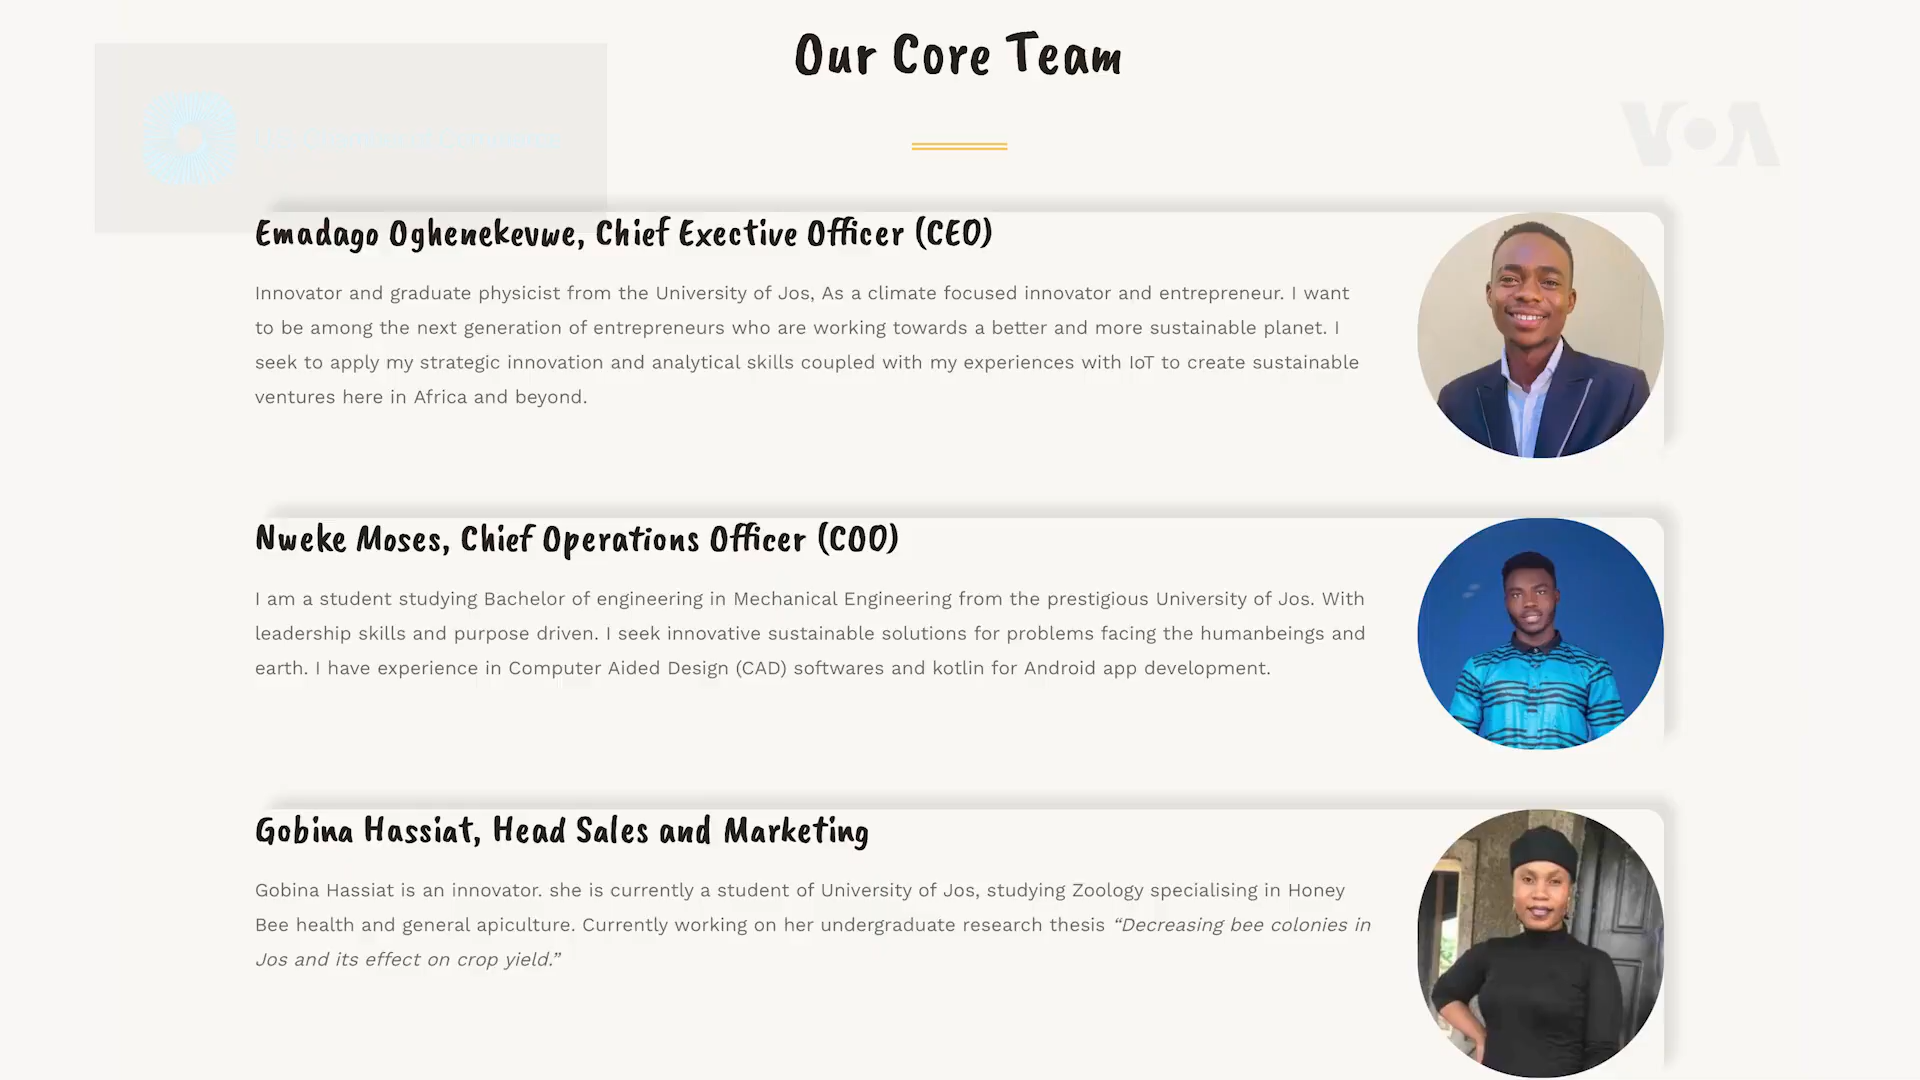 Our Core Team
VOA
Emadago Oghenekevwe, Chief Exective Officer (CEO)
Innovator and graduate physicist from the University of Jos, As a climate focused innovator and entrepreneur. I want
to be among the next generation of entrepreneurs who are working towards a better and more sustainable planet. I
seek to apply my strategic innovation and analytical skills coupled with my experiences with IoT to create sustainable
ventures here in Africa and beyond.
Nweke Moses, Chief Operations Officer (COO)
I am a student studying Bachelor of engineering in Mechanical Engineering from the prestigious University of Jos. With
leadership skills and purpose driven. I seek innovative sustainable solutions for problems facing the humanbeings and
earth. I have experience in Computer Aided Design (CAD) softwares and kotlin for Android app development.
Gobina Hassiat, Head Sales and Marketing
Gobina Hassiat is an innovator. she is currently a student of University of Jos, studying Zoology specialising in Honey
Bee health and general apiculture. Currently working on her undergraduate research thesis “Decreasing bee colonies in
Jos and its effect on crop yield.”